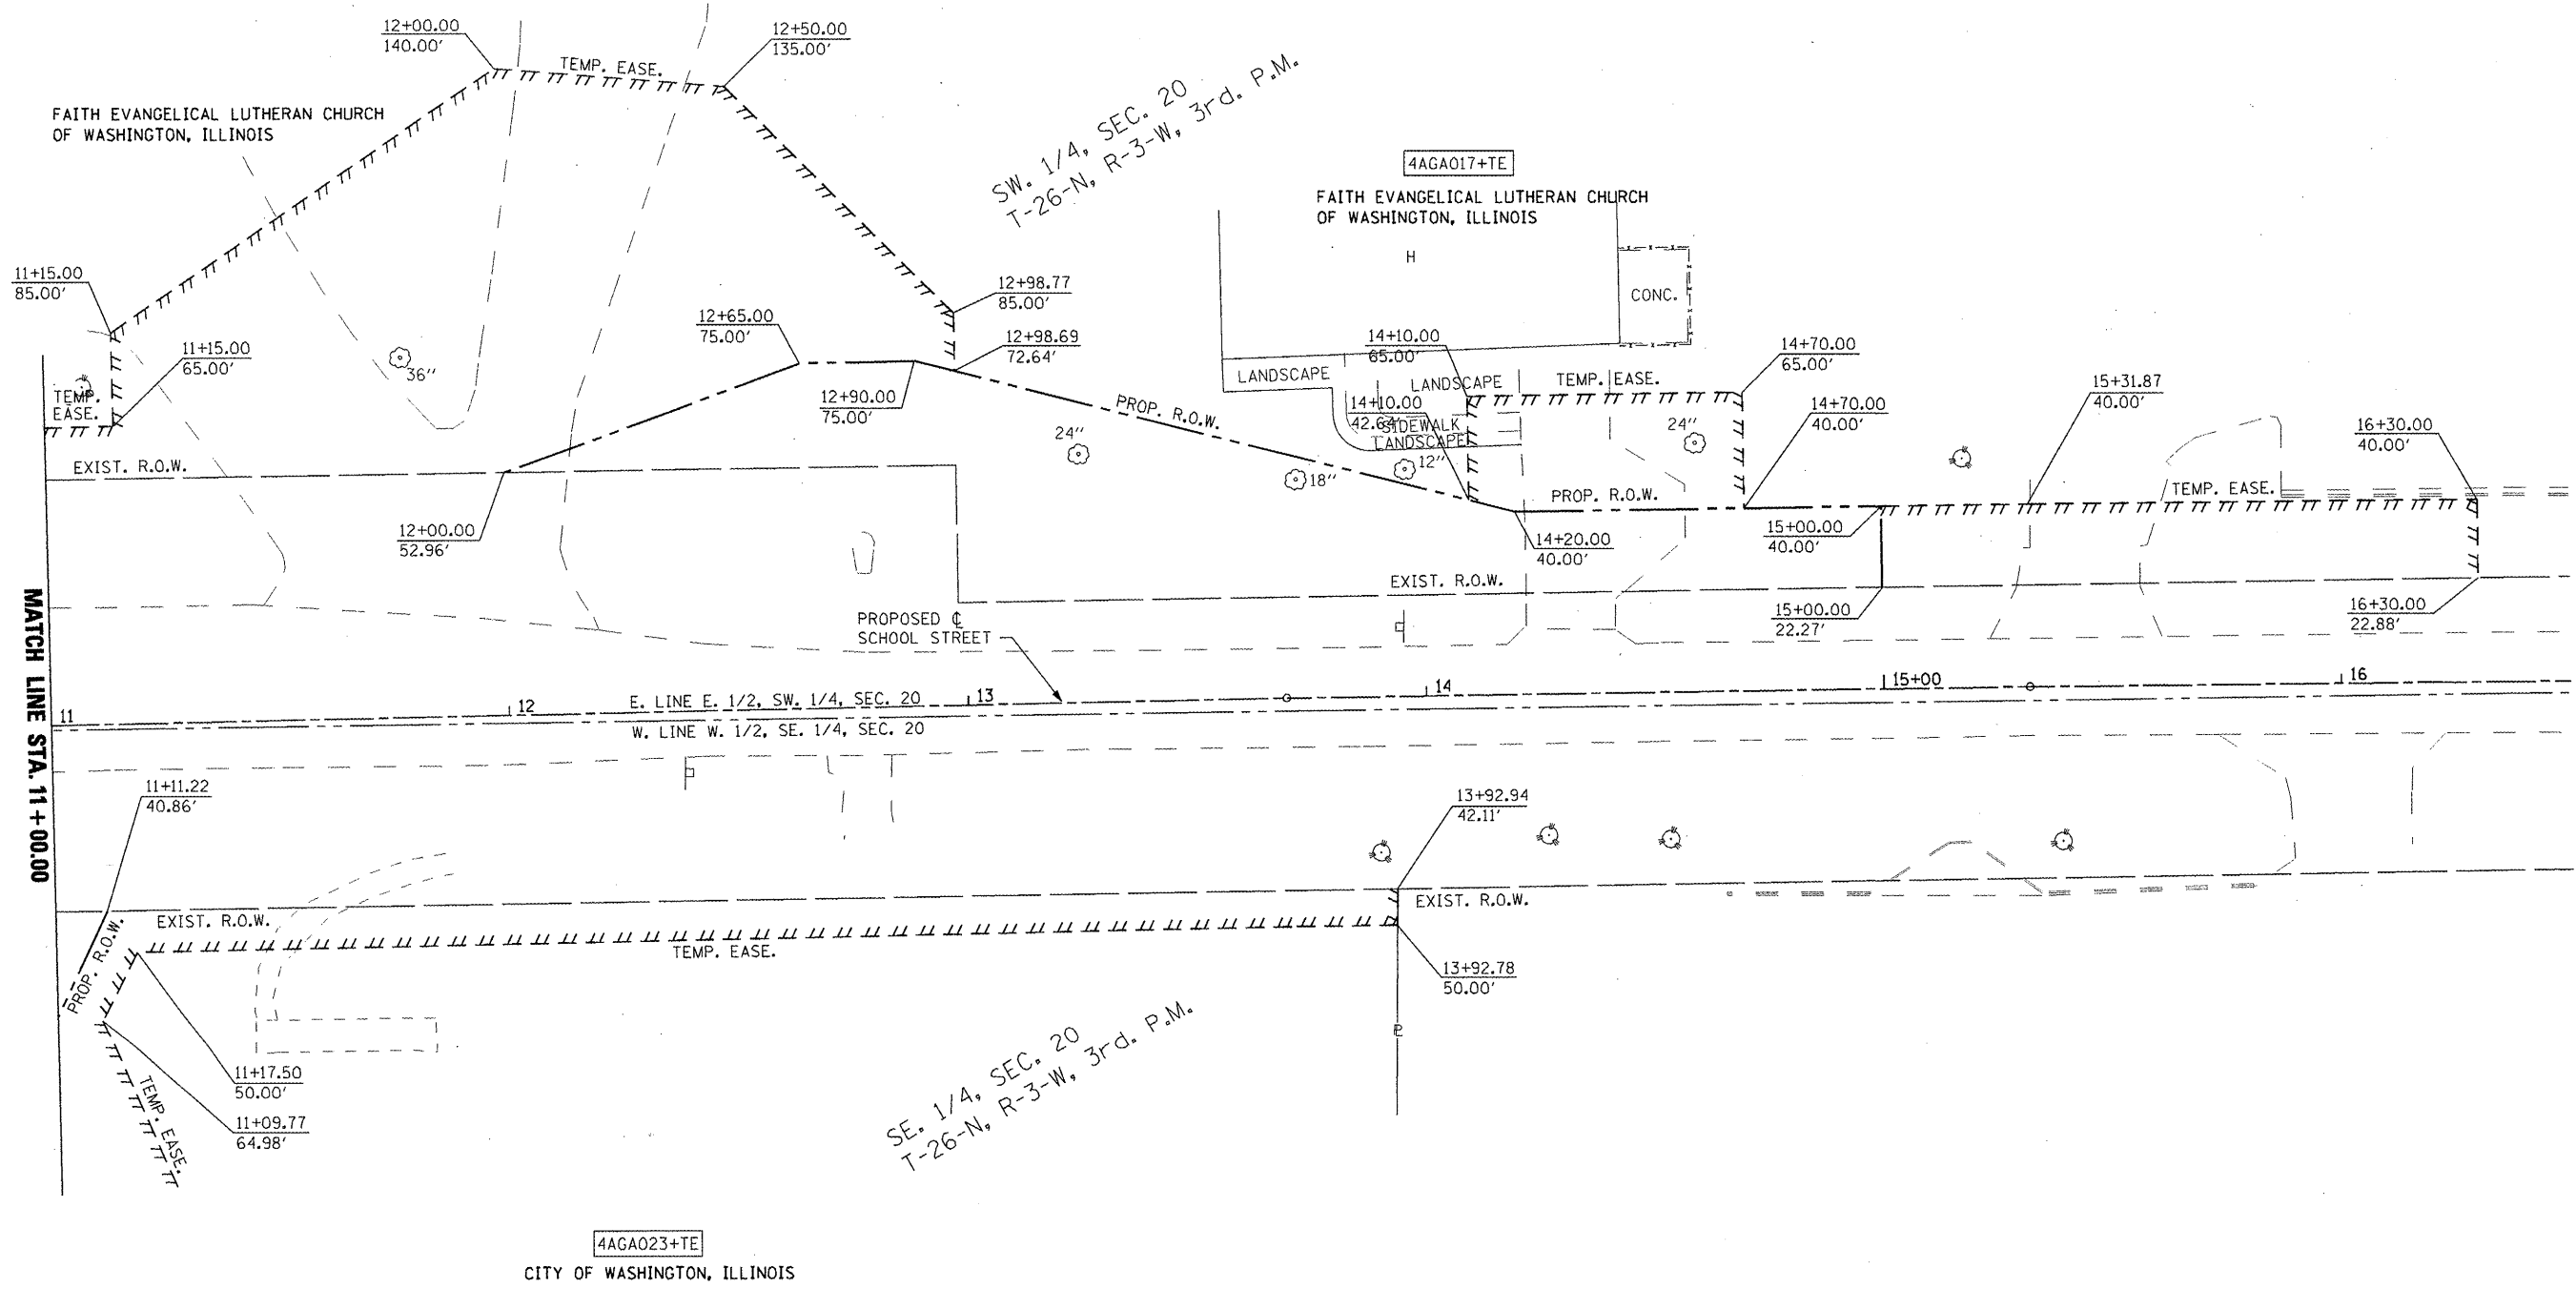 12+00.00
140.00'
12+50.00
135.00'
TEMP. EASE.
FAITH EVANGELICAL LUTHERAN CHURCH
OF WASHINGTON, ILLINOIS
SW. 1/4, SEC. 20
T-26-N, R-3-W, 3rd. P.M.
4AGA017+TE
FAITH EVANGELICAL LUTHERAN CHURCH
OF WASHINGTON, ILLINOIS
H
CONC.
11+15.00
85.00'
12+98.77
85.00'
12+65.00
75.00'
12+98.69
72.64'
14+10.00
65.00'
14+70.00
65.00'
11+15.00
65.00'
36"
TEMP.
EASE.
12+90.00
75.00'
PROP. R.O.W.
LANDSCAPE
LANDSCAPE
TEMP. EASE.
15+31.87
40.00'
14+10.00
42.64'
SIDEWALK
LANDSCAPE
14+70.00
40.00'
24"
24"
18"
12"
16+30.00
40.00'
EXIST. R.O.W.
PROP. R.O.W.
TEMP. EASE.
12+00.00
52.96'
14+20.00
40.00'
15+00.00
40.00'
EXIST. R.O.W.
15+00.00
22.27'
16+30.00
22.88'
PROPOSED ℄
SCHOOL STREET
MATCH LINE STA. 11+00.00
11
12
E. LINE E. 1/2, SW. 1/4, SEC. 20
13
14
15+00
16
W. LINE W. 1/2, SE. 1/4, SEC. 20
11+11.22
40.86'
13+92.94
42.11'
EXIST. R.O.W.
EXIST. R.O.W.
PROP. R.O.W.
TEMP. EASE.
13+92.78
50.00'
℄
11+17.50
50.00'
11+09.77
64.98'
TEMP. EASE.
SE. 1/4, SEC. 20
T-26-N, R-3-W, 3rd. P.M.
4AGA023+TE
CITY OF WASHINGTON, ILLINOIS